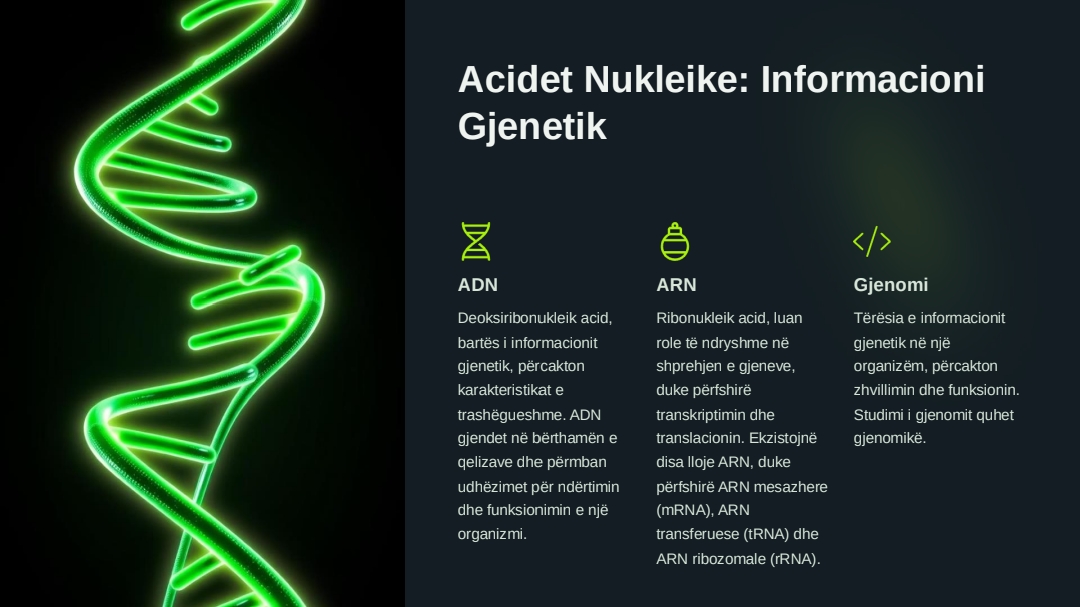 Acidet Nukleike: Informacioni
Gjenetik
ADN
Deoksiribonukleik acid,
bartës i informacionit
gjenetik, përcakton
karakteristikat e
trashëgueshme. ADN
gjendet në bërthamën e
qelizave dhe përmban
udhëzimet për ndërtimin
dhe funksionimin e një
organizmi.
ARN
Ribonukleik acid, luan
role të ndryshme në
shprehjen e gjeneve,
duke përfshirë
transkriptimin dhe
translacionin. Ekzistojnë
disa lloje ARN, duke
përfshirë ARN mesazhere
(mRNA), ARN
transferuese (tRNA) dhe
ARN ribozomale (rRNA).
Gjenomi
Tërësia e informacionit
gjenetik në një
organizëm, përcakton
zhvillimin dhe funksionin.
Studimi i gjenomit quhet
gjenomikë.